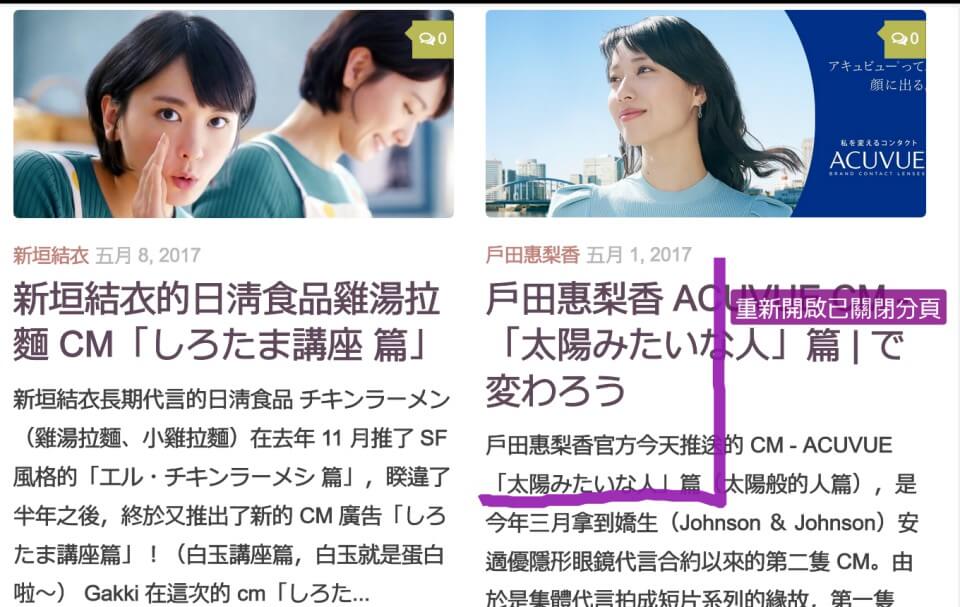 0
新垣結衣 五月 8, 2017
新垣結衣的日清食品雞湯拉
麵 CM「しろたま講座 篇」
新垣結衣長期代言的日清食品 チキンラーメン
（雞湯拉麵、小雞拉麵）在去年 11 月推了 SF
風格的「エル・チキンラーメシ 篇」，睽違了
半年之後，終於又推出了新的 CM 廣告「しろ
たま講座篇」！（白玉講座篇，白玉就是蛋白
啦～） Gakki 在這次的 cm「しろた...
0
アキュビュー®って、
顔に出る。
私を変えるコンタクト
ACUVUE
BRAND CONTACT LENSES
戶田惠梨香 五月 1, 2017
戶田惠梨香 ACUVUE CM
「太陽みたいな人」篇 | で
変わろう
重新開啟已關閉分頁
戶田惠梨香官方今天推送的 CM - ACUVUE
「太陽みたいな人」篇（太陽般的人篇），是
今年三月拿到嬌生（Johnson & Johnson）安
適優隱形眼鏡代言合約以來的第二隻 CM。由
於是集體代言拍成短片系列的緣故，第一隻